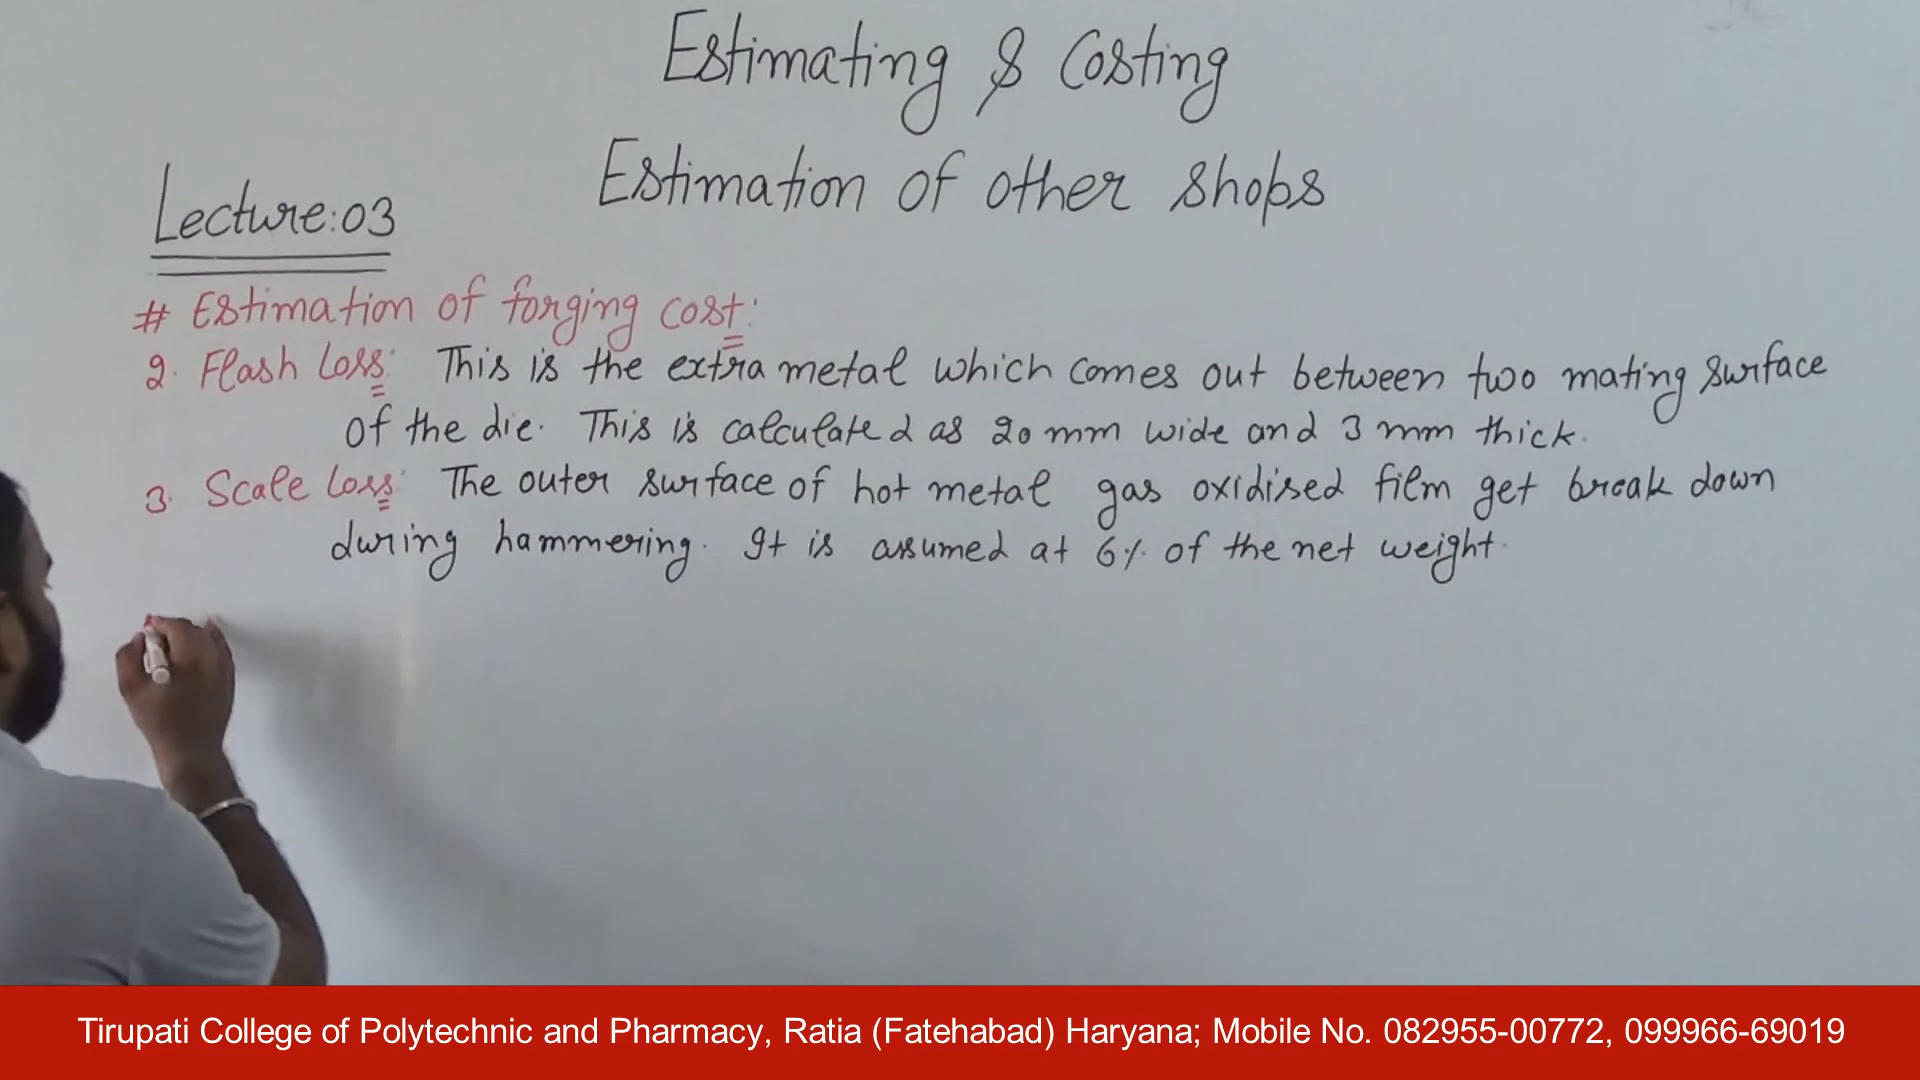 Estimating & Costing
Estimation of other shops
Lecture:03
# Estimation of forging cost:
2. Flash Loss: This is the extra metal which comes out between two mating surface
of the die. This is calculated as 20 mm wide and 3 mm thick.
3. Scale Loss: The outer surface of hot metal gas oxidised film get break down
during hammering. It is assumed at 6% of the net weight.
Tirupati College of Polytechnic and Pharmacy, Ratia (Fatehabad) Haryana; Mobile No. 082955-00772, 099966-69019